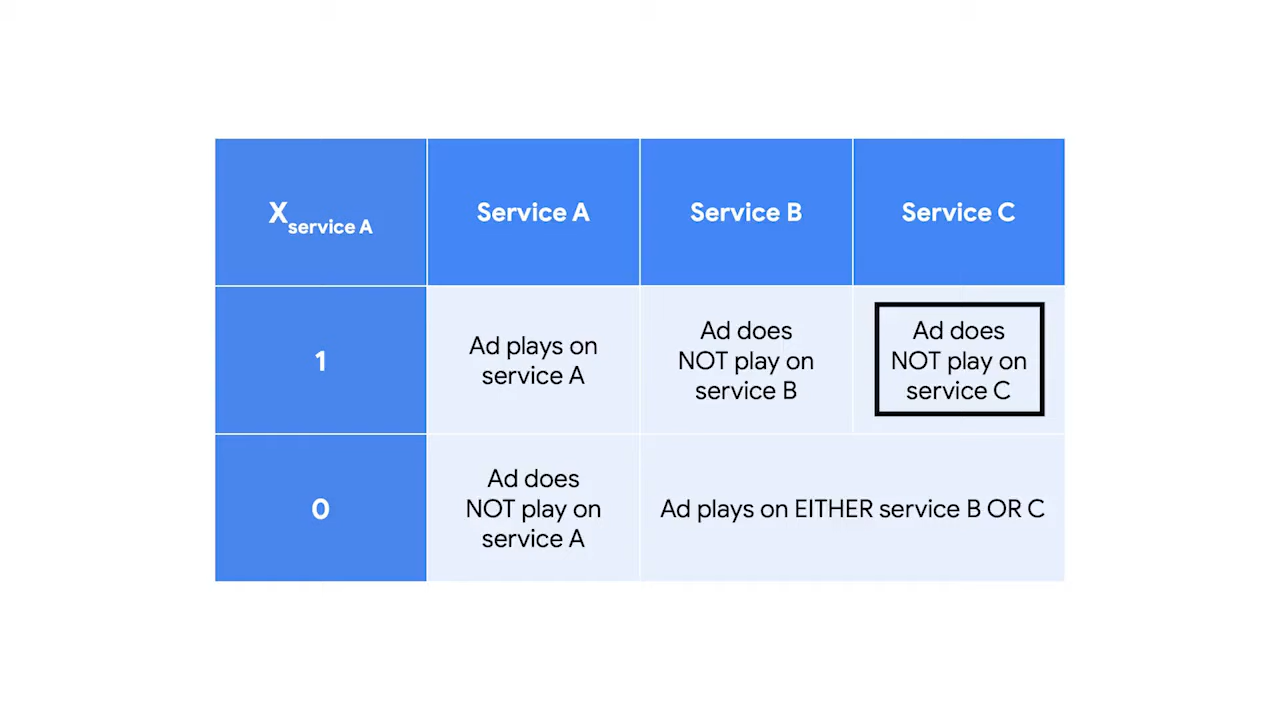 X service A
Service A
Service B
Service C
1
Ad plays on
service A
Ad does
NOT play on
service B
Ad does
NOT play on
service C
0
Ad does
NOT play on
service A
Ad plays on EITHER service B OR C